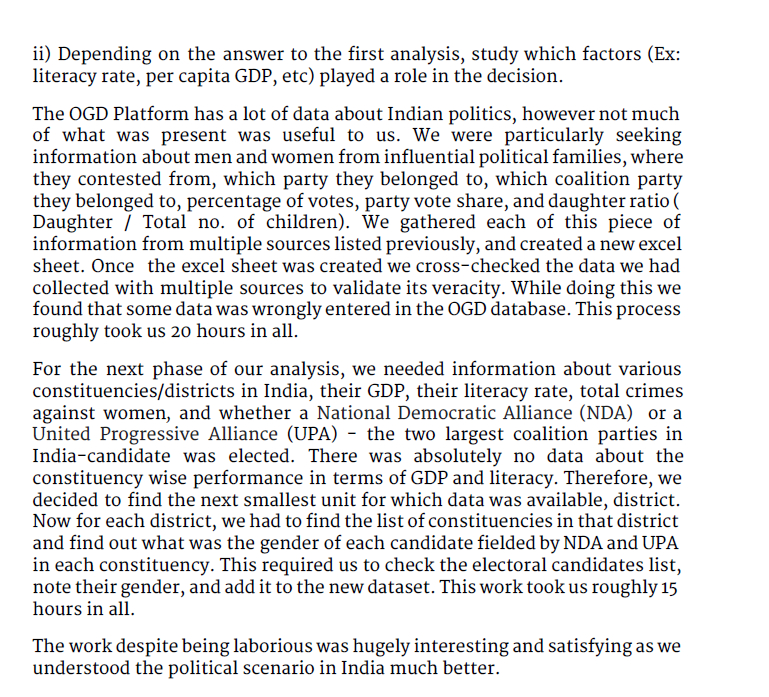 ii) Depending on the answer to the first analysis, study which factors (Ex:
literacy rate, per capita GDP, etc) played a role in the decision.
The OGD Platform has a lot of data about Indian politics, however not much
of what was present was useful to us. We were particularly seeking
information about men and women from influential political families, where
they contested from, which party they belonged to, which coalition party
they belonged to, percentage of votes, party vote share, and daughter ratio (
Daughter / Total no. of children). We gathered each of this piece of
information from multiple sources listed previously, and created a new excel
sheet. Once the excel sheet was created we cross-checked the data we had
collected with multiple sources to validate its veracity. While doing this we
found that some data was wrongly entered in the OGD database. This process
roughly took us 20 hours in all.
For the next phase of our analysis, we needed information about various
constituencies/districts in India, their GDP, their literacy rate, total crimes
against women, and whether a National Democratic Alliance (NDA) or a
United Progressive Alliance (UPA) - the two largest coalition parties in
India-candidate was elected. There was absolutely no data about the
constituency wise performance in terms of GDP and literacy. Therefore, we
decided to find the next smallest unit for which data was available, district.
Now for each district, we had to find the list of constituencies in that district
and find out what was the gender of each candidate fielded by NDA and UPA
in each constituency. This required us to check the electoral candidates list,
note their gender, and add it to the new dataset. This work took us roughly 15
hours in all.
The work despite being laborious was hugely interesting and satisfying as we
understood the political scenario in India much better.